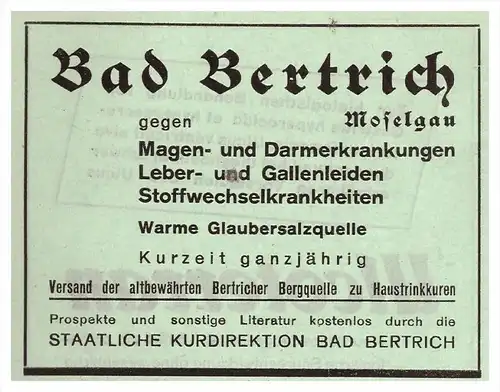 Bad Bertrich
gegen Moselgau
Magen- und Darmerkrankungen
Leber- und Gallenleiden
Stoffwechselkrankheiten
Warme Glaubersalzquelle
Kurzeit ganzjährig
Versand der altbewährten Bertricher Bergquelle zu Haustrinkkuren
Prospekte und sonstige Literatur kostenlos durch die
STAATLICHE KURDIREKTION BAD BERTRICH